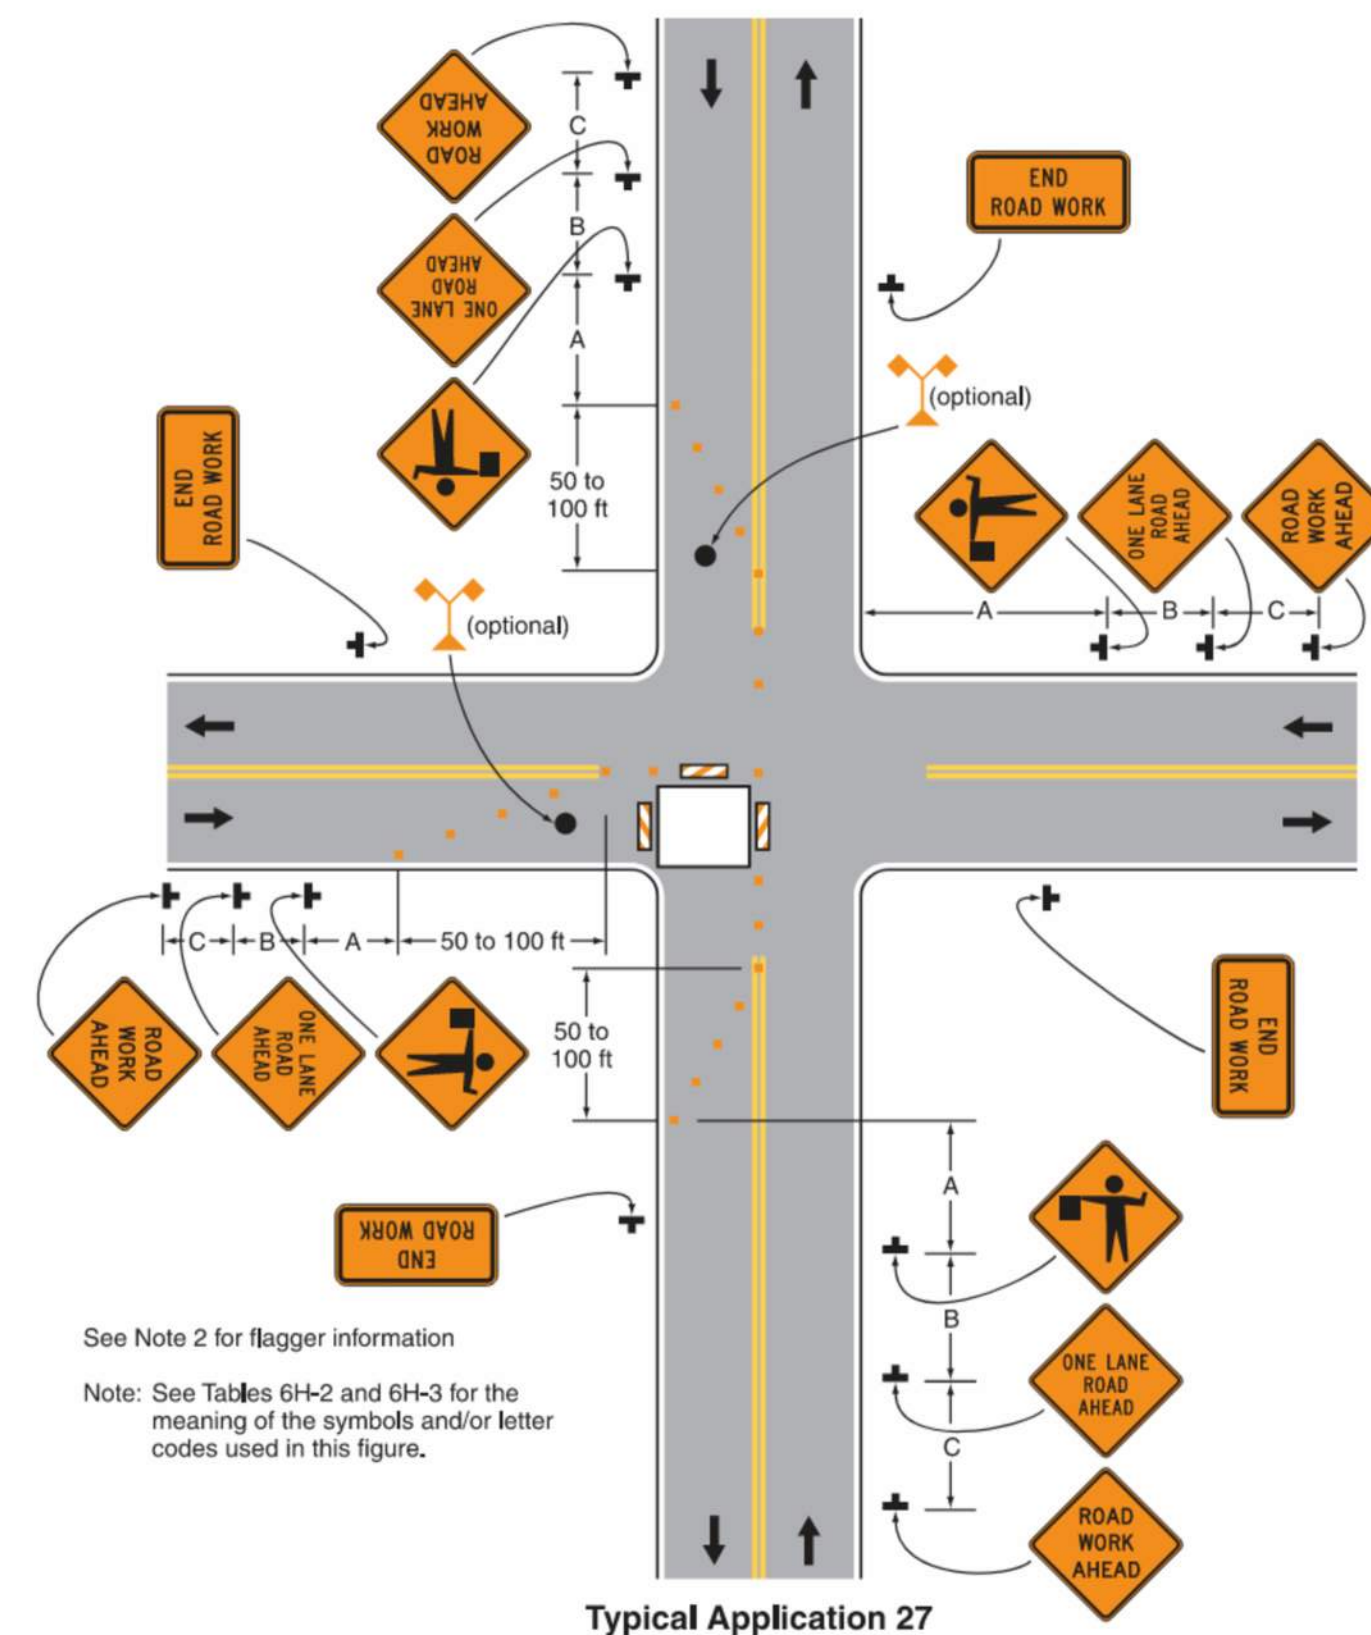 ROAD
WORK
AHEAD
C
END
ROAD WORK
ONE LANE
ROAD
AHEAD
B
A
(optional)
END
ROAD WORK
50 to
100 ft
(optional)
ONE LANE
ROAD
AHEAD
ROAD
WORK
AHEAD
A
B
C
C
B
A
50 to 100 ft
ROAD
WORK
AHEAD
ONE LANE
ROAD
AHEAD
50 to
100 ft
END
ROAD WORK
A
END
ROAD WORK
B
See Note 2 for flagger information
ONE LANE
ROAD
AHEAD
Note: See Tables 6H-2 and 6H-3 for the
meaning of the symbols and/or letter
codes used in this figure.
C
ROAD
WORK
AHEAD
Typical Application 27